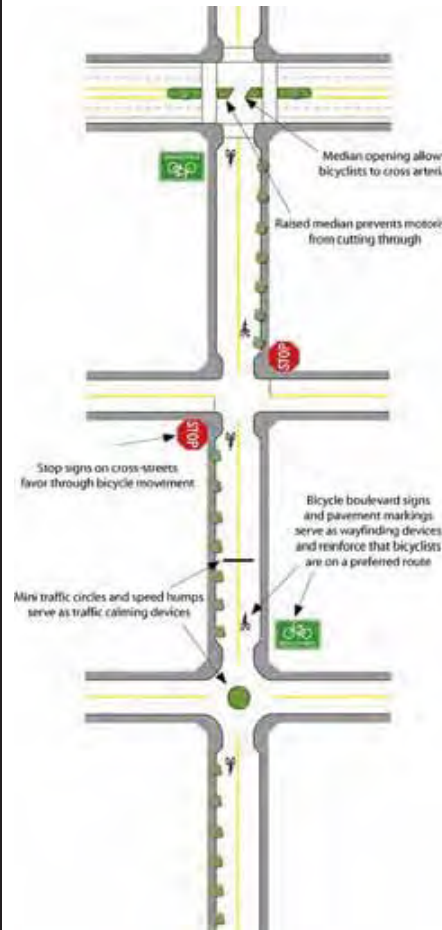 Median opening allow
bicyclists to cross arteria
Raised median prevents motori
from cutting through
STOP
STOP
Stop signs on cross-streets
favor through bicycle movement
Bicycle boulevard signs
and pavement markings
serve as wayfinding devices
and reinforce that bicyclists
are on a preferred route
Mini traffic circles and speed humps
serve as traffic calming devices